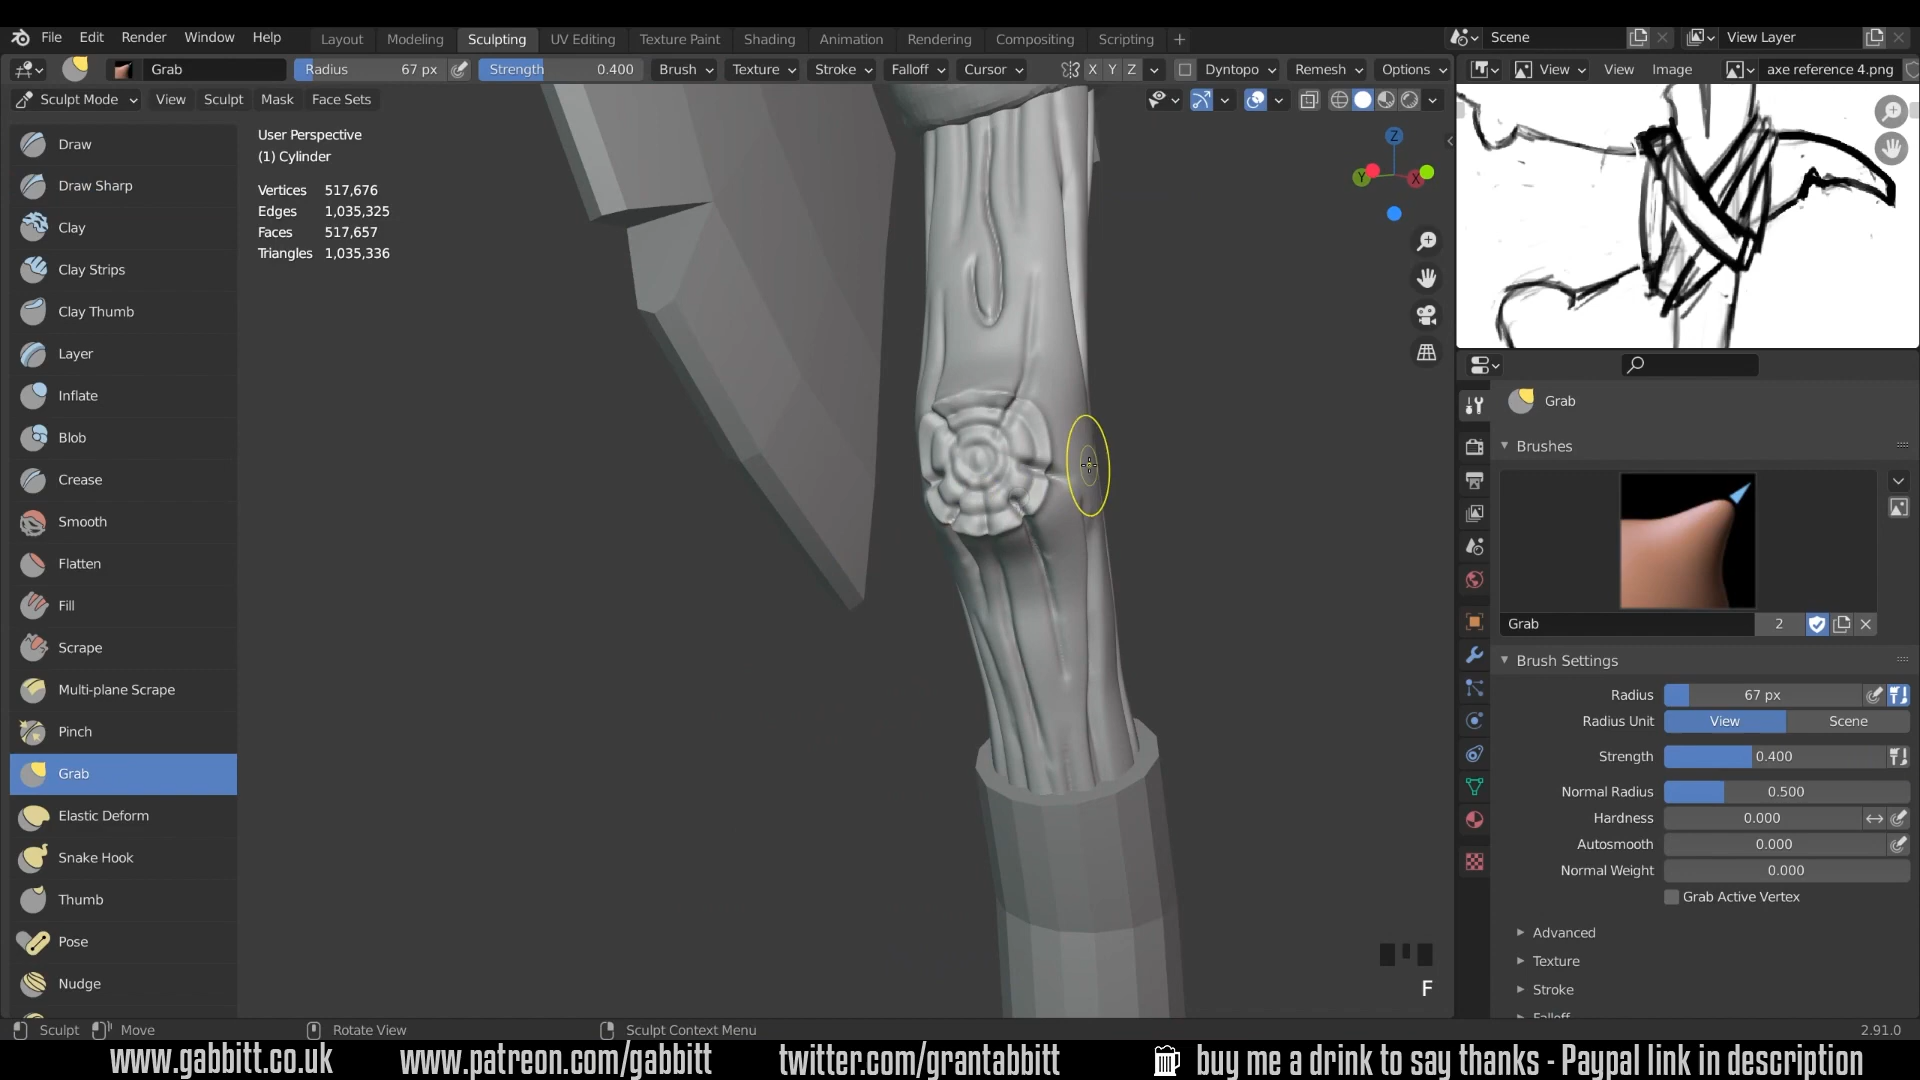 File Edit Render Window Help Layout Modeling Sculpting UV Editing Texture Paint Shading Animation Rendering Compositing Scripting + Scene View Layer
Grab Radius 67 px Strength 0.400 Brush Texture Stroke Falloff Cursor X Y Z Dyntopo Remesh Options View View Image axe reference 4.png
Sculpt Mode View Sculpt Mask Face Sets
User Perspective
(1) Cylinder
Vertices 517,676
Edges 1,035,325
Faces 517,657
Triangles 1,035,336
Z
Y
X
Draw
Draw Sharp
Clay
Clay Strips
Clay Thumb
Layer
Inflate
Blob
Crease
Smooth
Flatten
Fill
Scrape
Multi-plane Scrape
Pinch
Grab
Elastic Deform
Snake Hook
Thumb
Pose
Nudge
F
Grab
Brushes
Grab 2
Brush Settings
Radius 67 px
Radius Unit View Scene
Strength 0.400
Normal Radius 0.500
Hardness 0.000
Autosmooth 0.000
Normal Weight 0.000
Grab Active Vertex
Advanced
Texture
Stroke
Falloff
Sculpt Move Rotate View Sculpt Context Menu 2.91.0
www.gabbitt.co.uk www.patreon.com/gabbitt twitter.com/grantabbitt buy me a drink to say thanks - Paypal link in description